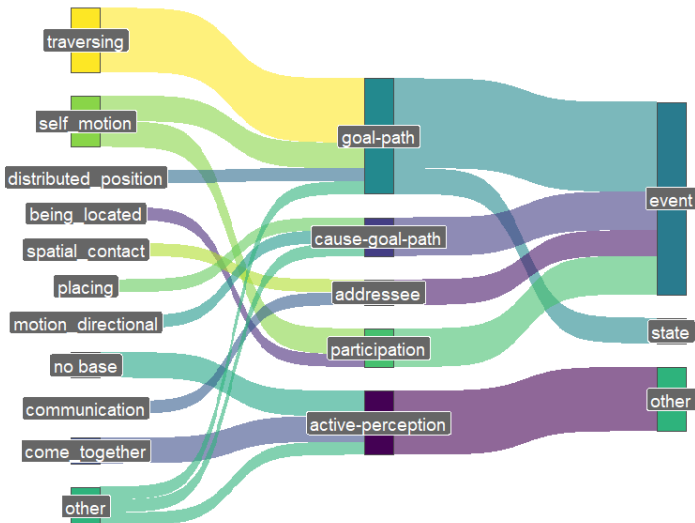 traversing
self_motion
distributed_position
being_located
spatial_contact
placing
motion_directional
no base
communication
come_together
other
goal-path
cause-goal-path
addressee
participation
active-perception
event
state
other